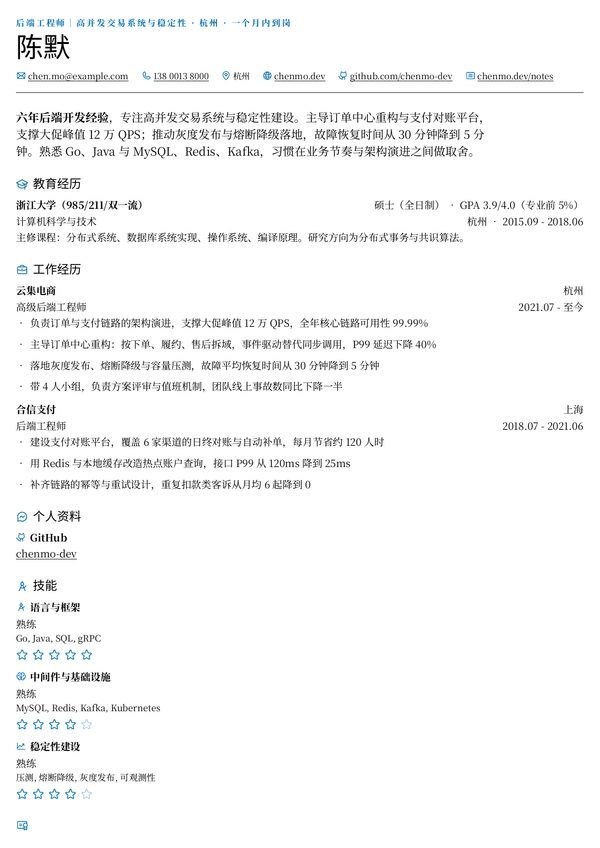 后端工程师｜高并发交易系统与稳定性 · 杭州 · 一个月内到岗
陈默
chen.mo@example.com 138 0013 8000 杭州 chenmo.dev github.com/chenmo-dev chenmo.dev/notes
六年后端开发经验，专注高并发交易系统与稳定性建设。主导订单中心重构与支付对账平台，
支撑大促峰值 12 万 QPS；推动灰度发布与熔断降级落地，故障恢复时间从 30 分钟降到 5 分
钟。熟悉 Go、Java 与 MySQL、Redis、Kafka，习惯在业务节奏与架构演进之间做取舍。
教育经历
浙江大学（985/211/双一流） 硕士（全日制） · GPA 3.9/4.0（专业前 5%）
计算机科学与技术 杭州 · 2015.09 - 2018.06
主修课程：分布式系统、数据库系统实现、操作系统、编译原理。研究方向为分布式事务与共识算法。
工作经历
云集电商 杭州
高级后端工程师 2021.07 - 至今
· 负责订单与支付链路的架构演进，支撑大促峰值 12 万 QPS，全年核心链路可用性 99.99%
· 主导订单中心重构：按下单、履约、售后拆域，事件驱动替代同步调用，P99 延迟下降 40%
· 落地灰度发布、熔断降级与容量压测，故障平均恢复时间从 30 分钟降到 5 分钟
· 带 4 人小组，负责方案评审与值班机制，团队线上事故数同比下降一半
合信支付 上海
后端工程师 2018.07 - 2021.06
· 建设支付对账平台，覆盖 6 家渠道的日终对账与自动补单，每月节省约 120 人时
· 用 Redis 与本地缓存改造热点账户查询，接口 P99 从 120ms 降到 25ms
· 补齐链路的幂等与重试设计，重复扣款类客诉从月均 6 起降到 0
个人资料
GitHub
chenmo-dev
技能
语言与框架
熟练
Go, Java, SQL, gRPC
中间件与基础设施
熟练
MySQL, Redis, Kafka, Kubernetes
稳定性建设
熟练
压测, 熔断降级, 灰度发布, 可观测性